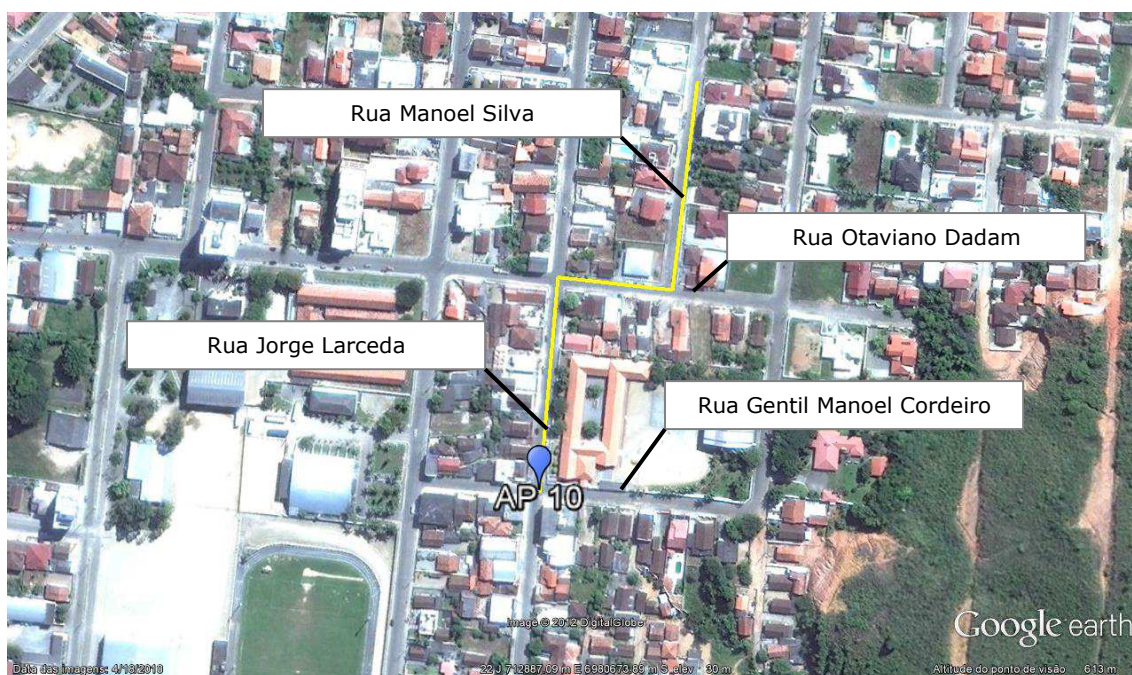 Rua Manoel Silva
Rua Otaviano Dadam
Rua Jorge Larceda
Rua Gentil Manoel Cordeiro
AP 10
Image © 2012 DigitalGlobe
Google earth
Data das imagens: 4/18/2010
22 J 712887.09 m E 6980673.89 m S elev 30 m
Altitude do ponto de visão 613 m